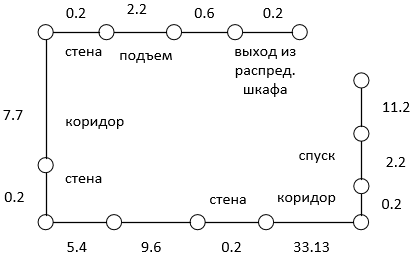 0.2
2.2
0.6
0.2
стена
подъем
выход из
распред.
шкафа
7.7
коридор
11.2
спуск
2.2
0.2
стена
0.2
стена
коридор
5.4
9.6
0.2
33.13